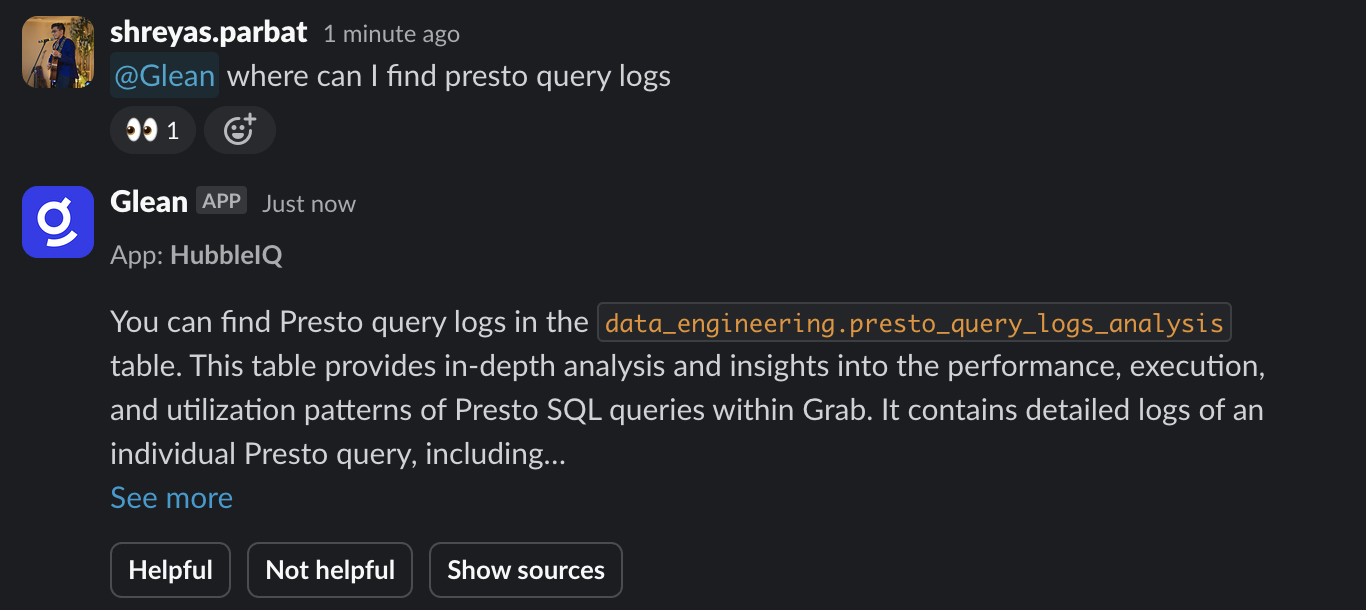 shreyas.parbat 1 minute ago
@Glean where can I find presto query logs
👀 1
Glean APP Just now
App: HubbleIQ
You can find Presto query logs in the data_engineering.presto_query_logs_analysis
table. This table provides in-depth analysis and insights into the performance, execution,
and utilization patterns of Presto SQL queries within Grab. It contains detailed logs of an
individual Presto query, including...
See more
Helpful Not helpful Show sources